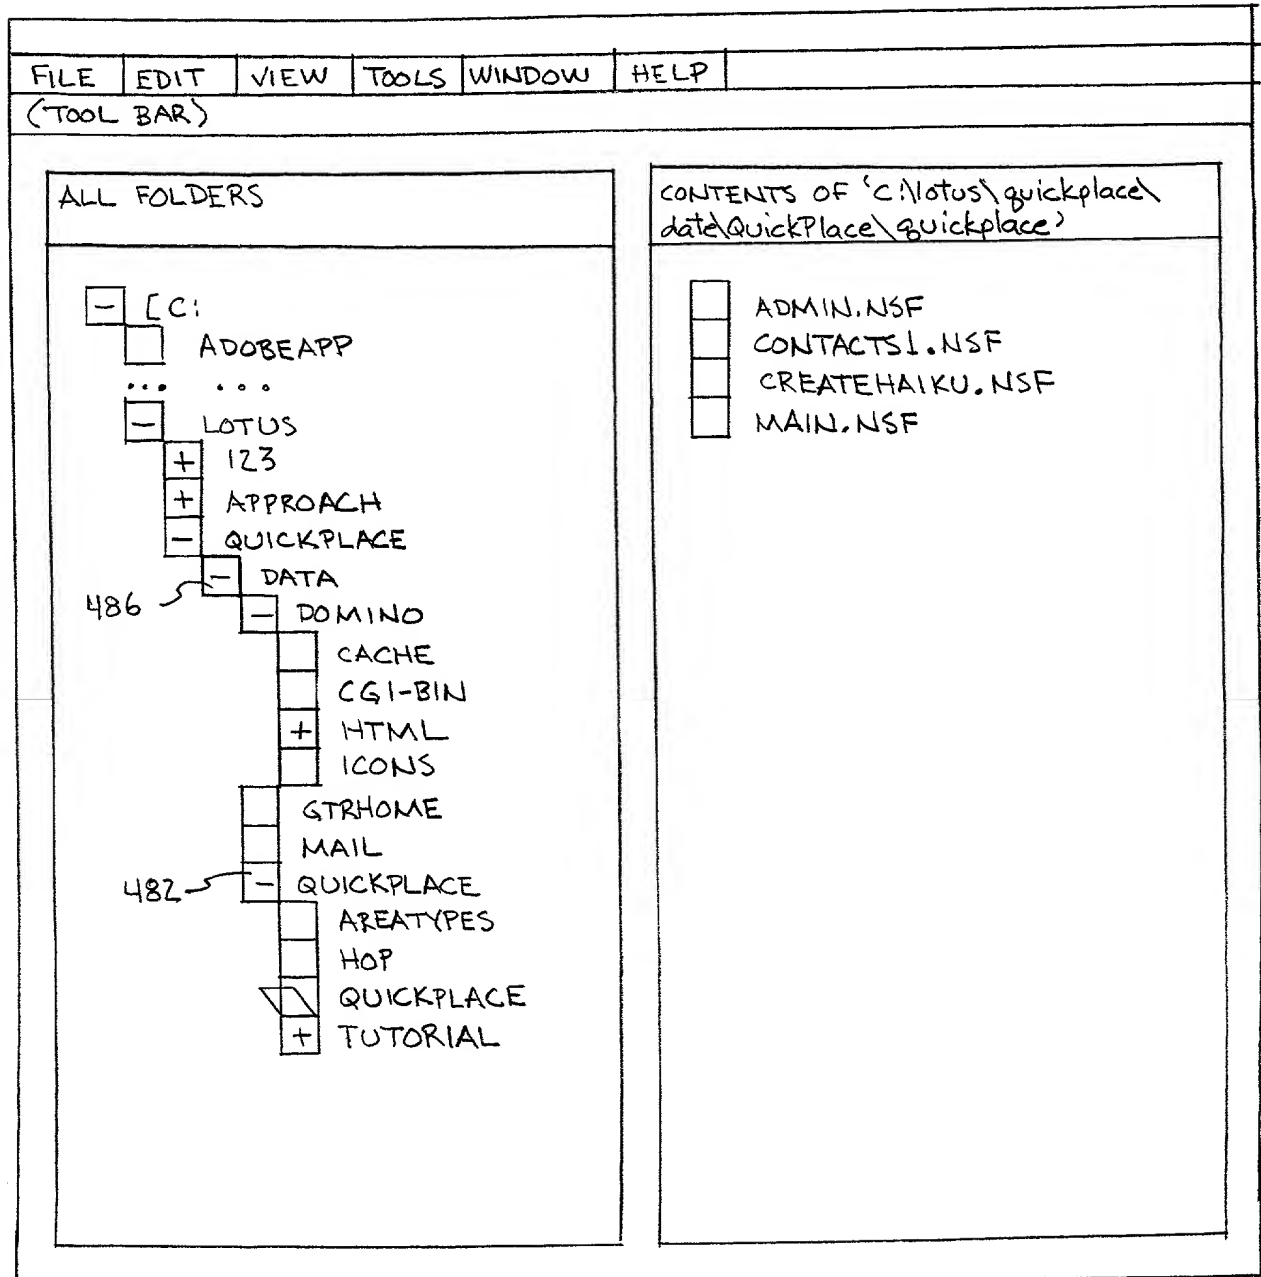 FILE EDIT VIEW TOOLS WINDOW HELP
(TOOL BAR)
ALL FOLDERS
- [C:
ADOBEAPP
... ...
- LOTUS
+ 123
+ APPROACH
- QUICKPLACE
486 - DATA
- DOMINO
CACHE
CGI-BIN
+ HTML
ICONS
GTRHOME
MAIL
482 - QUICKPLACE
AREATYPES
HOP
QUICKPLACE
+ TUTORIAL
CONTENTS OF 'C:\lotus\quickplace\
date\QuickPlace\quickplace'
ADMIN.NSF
CONTACTS1.NSF
CREATEHAIKU.NSF
MAIN.NSF